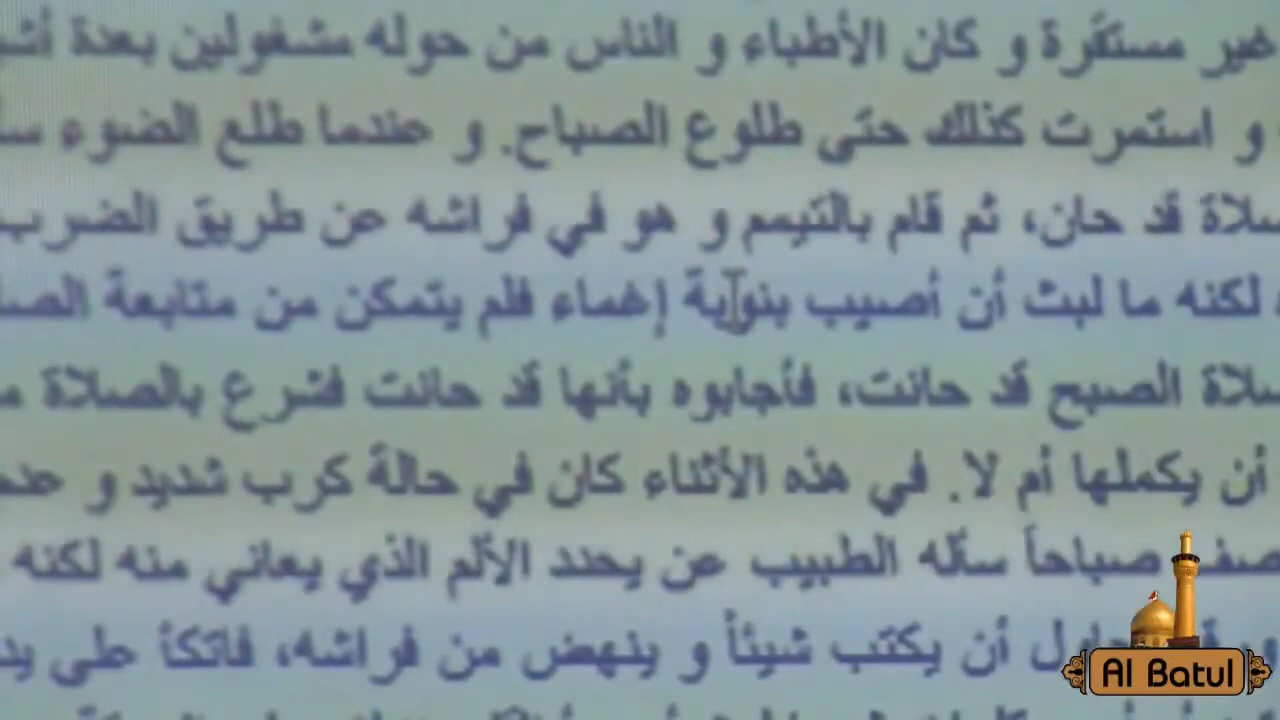 غير مستقرة و كان الأطباء و الناس من حوله مشغولين بعدة
و استمرت كذلك حتى طلوع الصباح. و عندما طلع الضوء
قد حان، ثم قام بالتيمم و هو في فراشه عن طريق الضرب
لكنه ما لبث أن أصيب بنوبة إغماء فلم يتمكن من متابعة
الصبح قد حانت، فأجابوه بأنها قد حانت فشرع بالصلاة
أن يكملها أم لا. في هذه الأثناء كان في حالة كرب شديد و
صباحاً سأله الطبيب عن يحدد الألم الذي يعاني منه لكنه
أن يكتب شيئاً و ينهض من فراشه، فاتكأ على
Al Batul